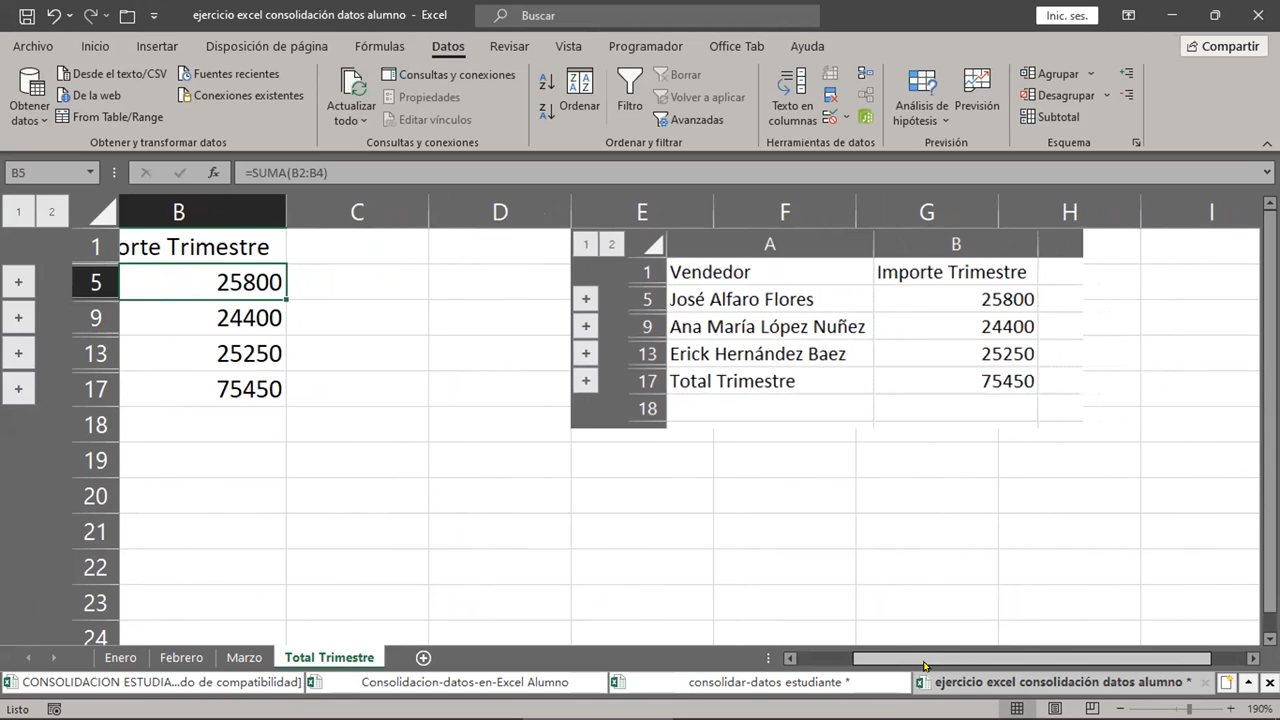 ejercicio excel consolidación datos alumno - Excel
Buscar
Inic. ses.
Archivo Inicio Insertar Disposición de página Fórmulas Datos Revisar Vista Programador Office Tab Ayuda
Compartir
Obtener datos
Desde el texto/CSV
De la web
From Table/Range
Fuentes recientes
Conexiones existentes
Obtener y transformar datos
Actualizar todo
Consultas y conexiones
Propiedades
Editar vínculos
Consultas y conexiones
Ordenar
Filtro
Borrar
Volver a aplicar
Avanzadas
Ordenar y filtrar
Texto en columnas
Herramientas de datos
Análisis de hipótesis
Previsión
Previsión
Agrupar
Desagrupar
Subtotal
Esquema
B5 fx =SUMA(B2:B4)
1 2 B C D E F G H I
1 orte Trimestre
5 25800
9 24400
13 25250
17 75450
18
19
20
21
22
23
24
1 2 A B
1 Vendedor Importe Trimestre
5 José Alfaro Flores 25800
9 Ana María López Nuñez 24400
13 Erick Hernández Baez 25250
17 Total Trimestre 75450
18
Enero Febrero Marzo Total Trimestre
CONSOLIDACION ESTUDIA...do de compatibilidad] Consolidacion-datos-en-Excel Alumno consolidar-datos estudiante * ejercicio excel consolidación datos alumno *
Listo 190%